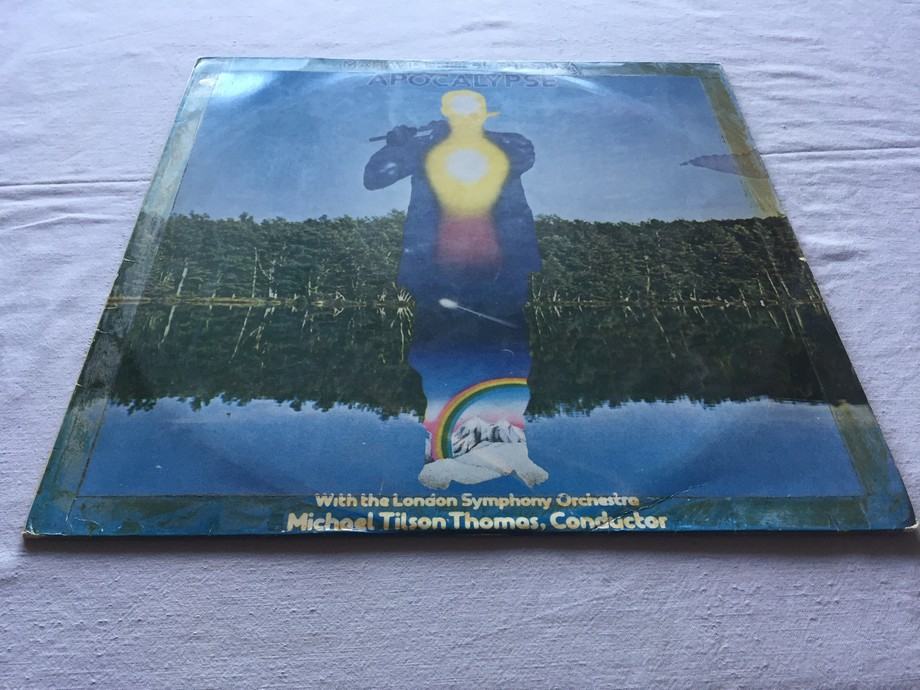 APOCALYPSE
With the London Symphony Orchestra
Michael Tilson Thomas, Conductor